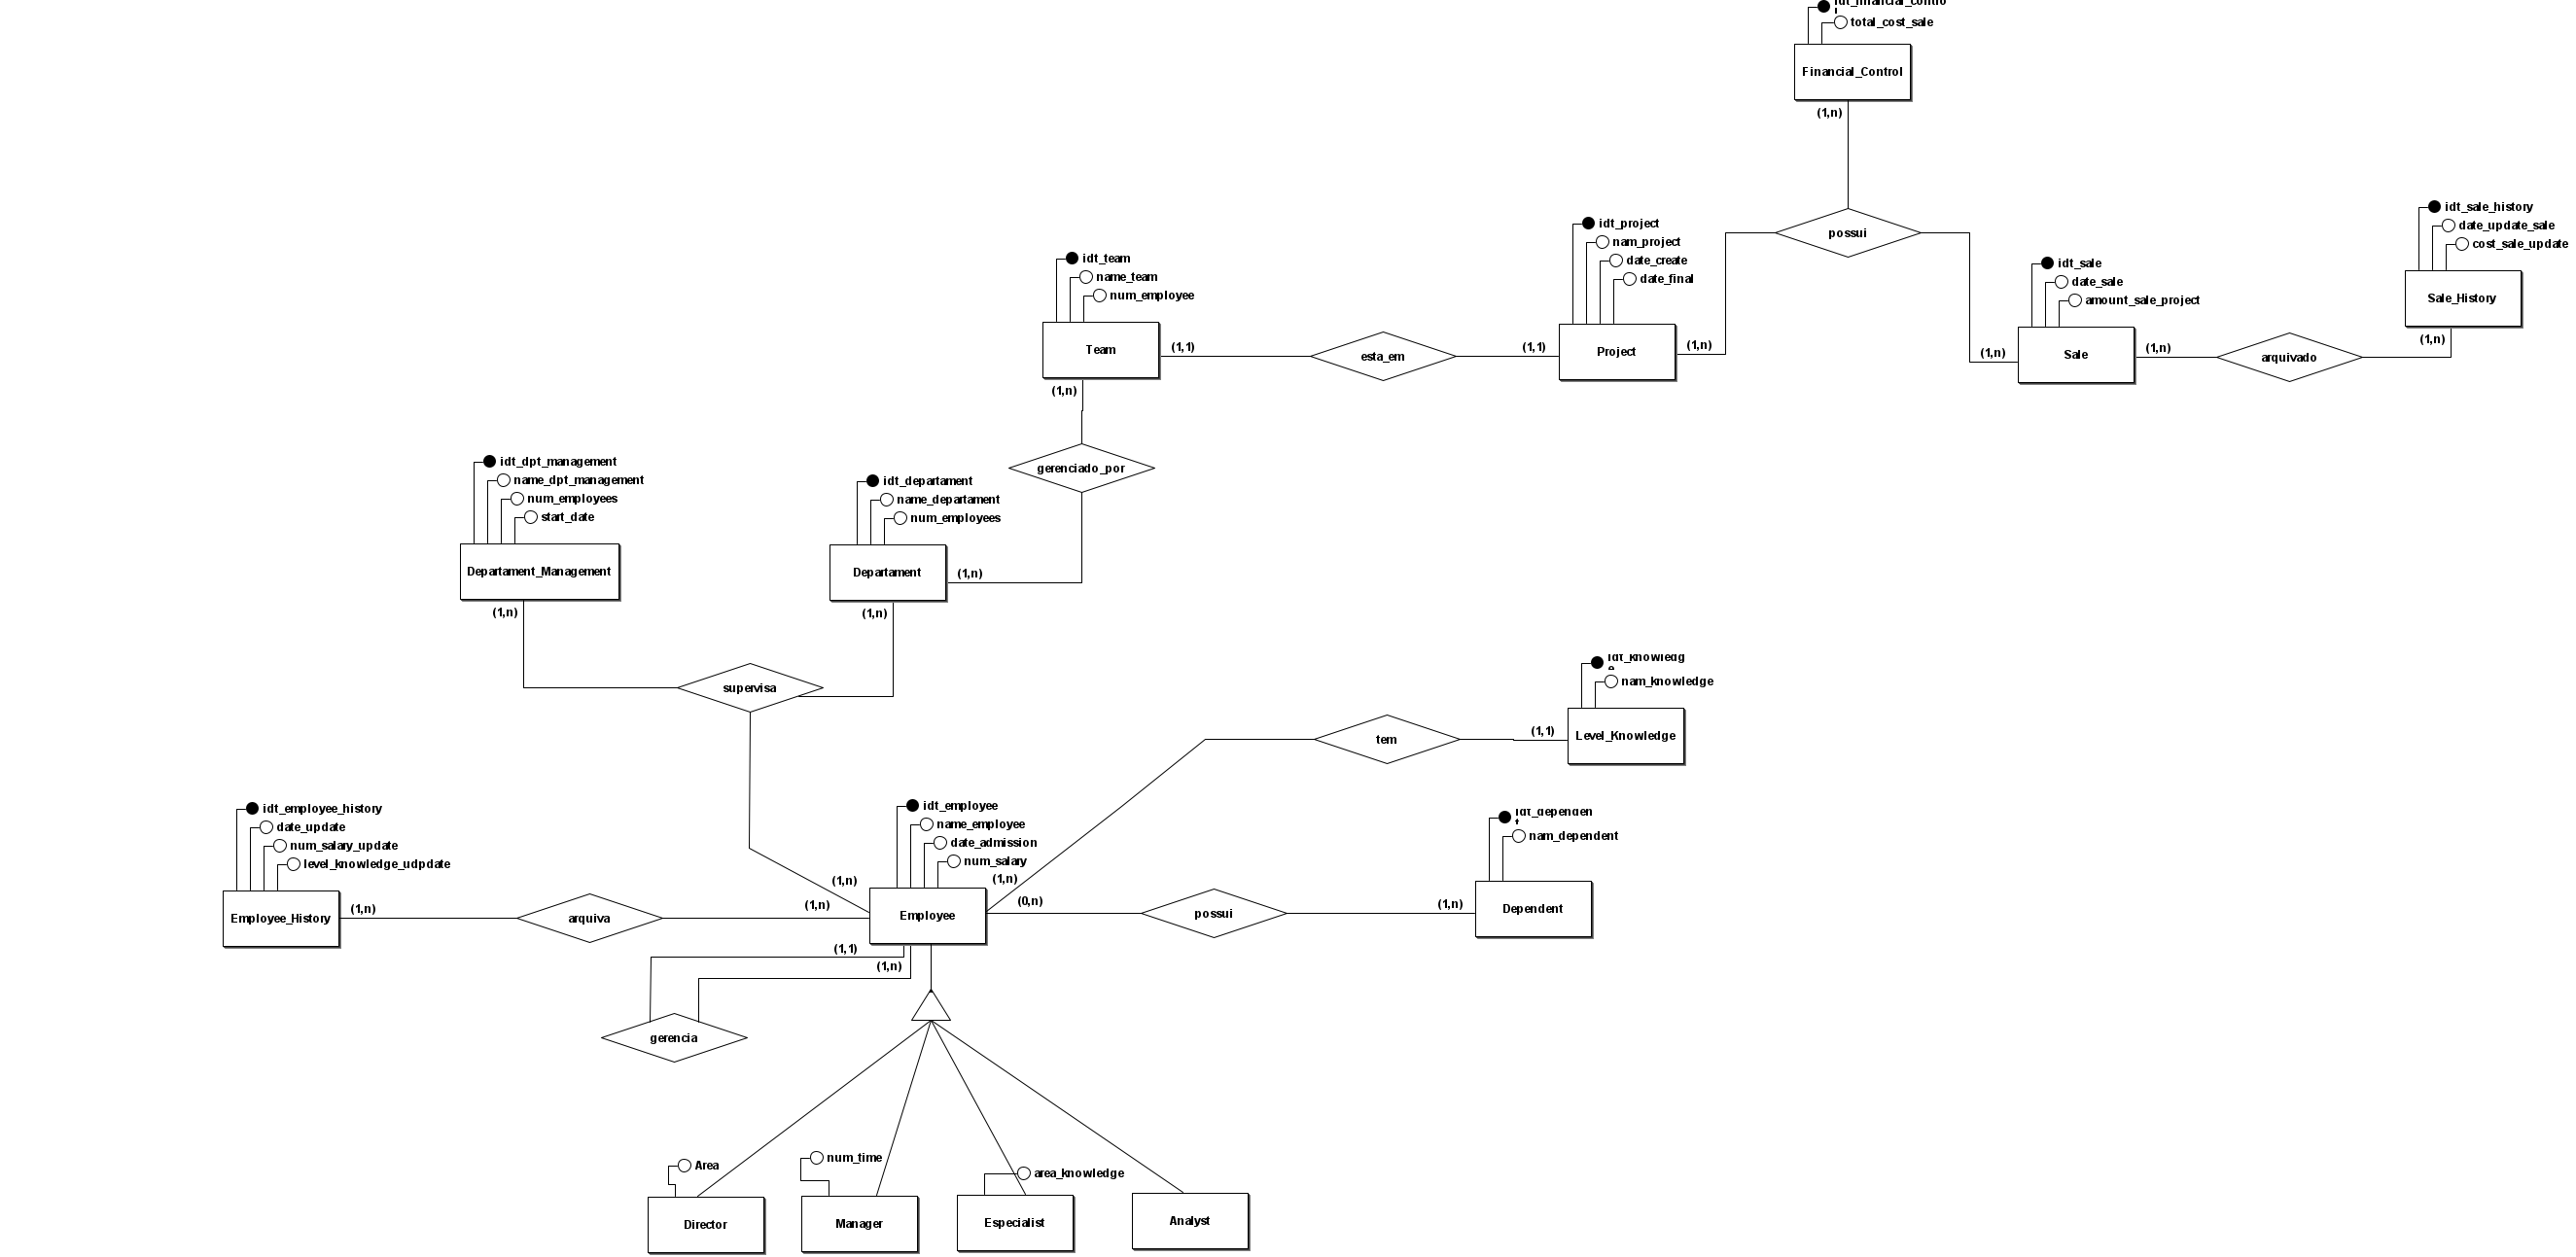 idt_financial_contro
l
total_cost_sale
Financial_Control
(1,n)
possui
idt_sale_history
date_update_sale
cost_sale_update
Sale_History
(1,n)
idt_project
nam_project
date_create
date_final
Project
(1,1)
(1,n)
idt_sale
date_sale
amount_sale_project
Sale
(1,n)
(1,n)
arquivado
idt_team
name_team
num_employee
Team
(1,1)
(1,n)
esta_em
gerenciado_por
idt_dpt_management
name_dpt_management
num_employees
start_date
Departament_Management
(1,n)
idt_departament
name_departament
num_employees
Departament
(1,n)
(1,n)
supervisa
idt_knowledg
e
nam_knowledge
Level_Knowledge
(1,1)
tem
idt_employee_history
date_update
num_salary_update
level_knowledge_udpdate
Employee_History
(1,n)
arquiva
idt_employee
name_employee
date_admission
num_salary
Employee
(1,n)
(1,n)
(1,n)
(0,n)
(1,1)
(1,n)
possui
idt_dependen
t
nam_dependent
Dependent
(1,n)
gerencia
Area
Director
num_time
Manager
area_knowledge
Especialist
Analyst